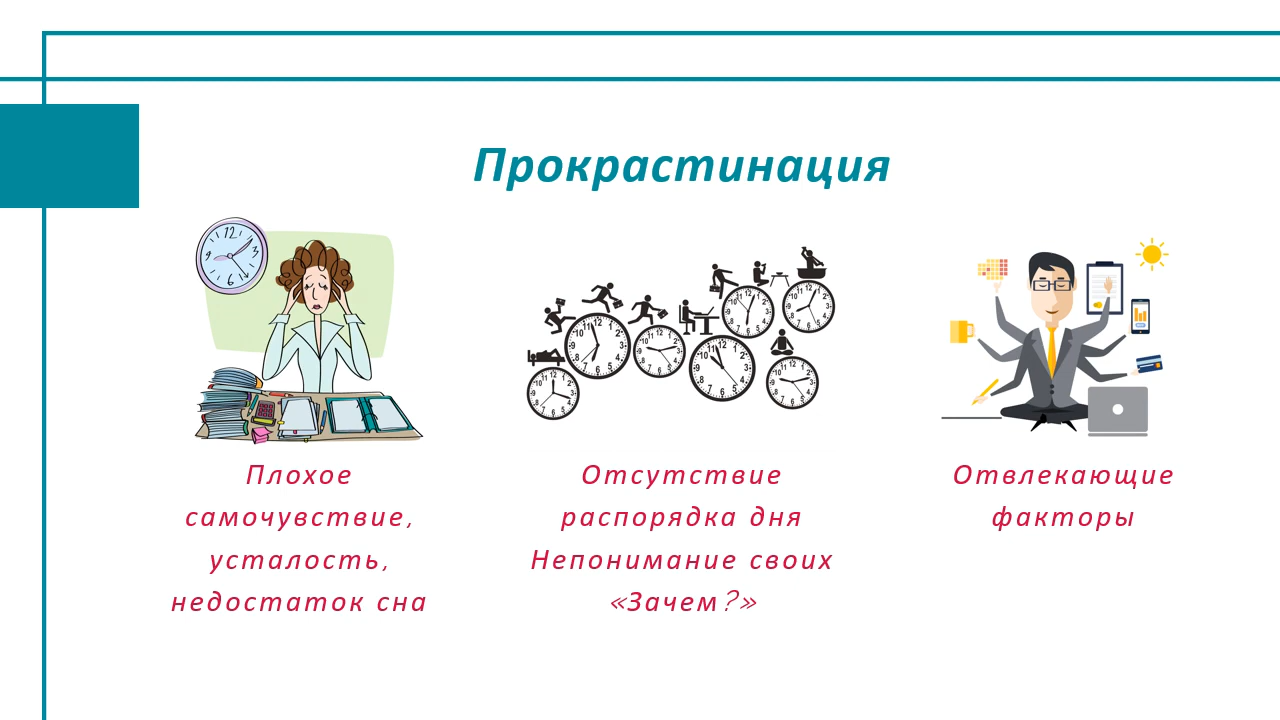 Прокрастинация
Плохое
самочувствие,
усталость,
недостаток сна
Отсутствие
распорядка дня
Непонимание своих
«Зачем?»
Отвлекающие
факторы